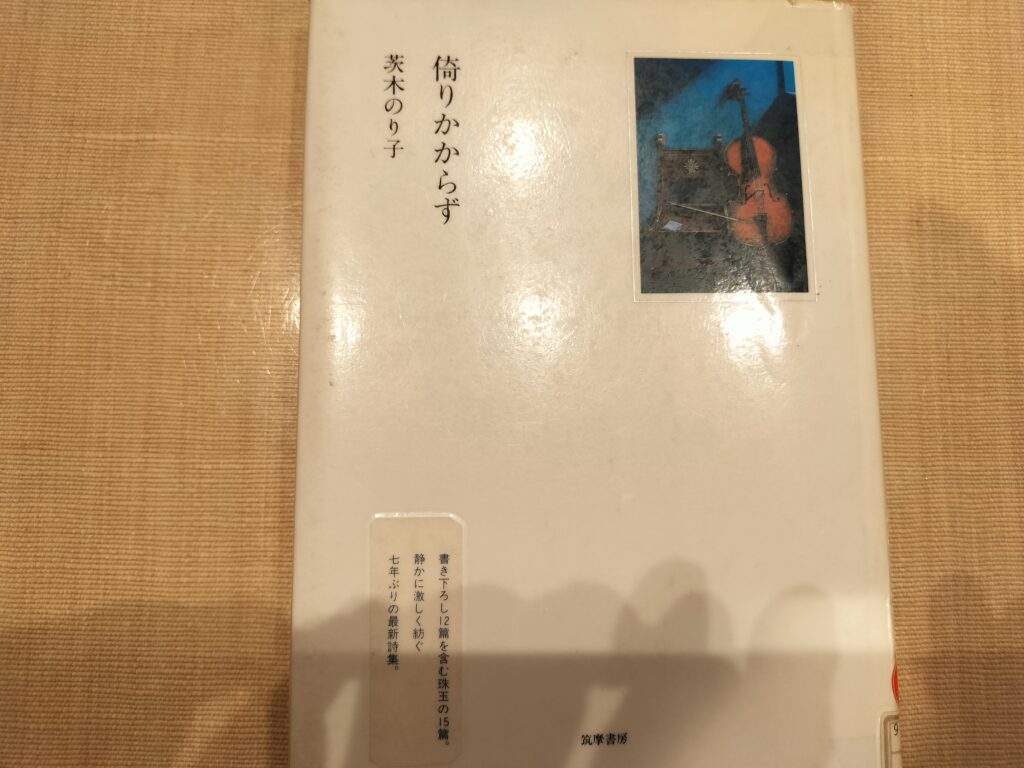 倚りかからず
茨木のり子
書き下ろし12篇を含む珠玉の15篇。
静かに激しく紡ぐ
七年ぶりの最新詩集。
筑摩書房
9